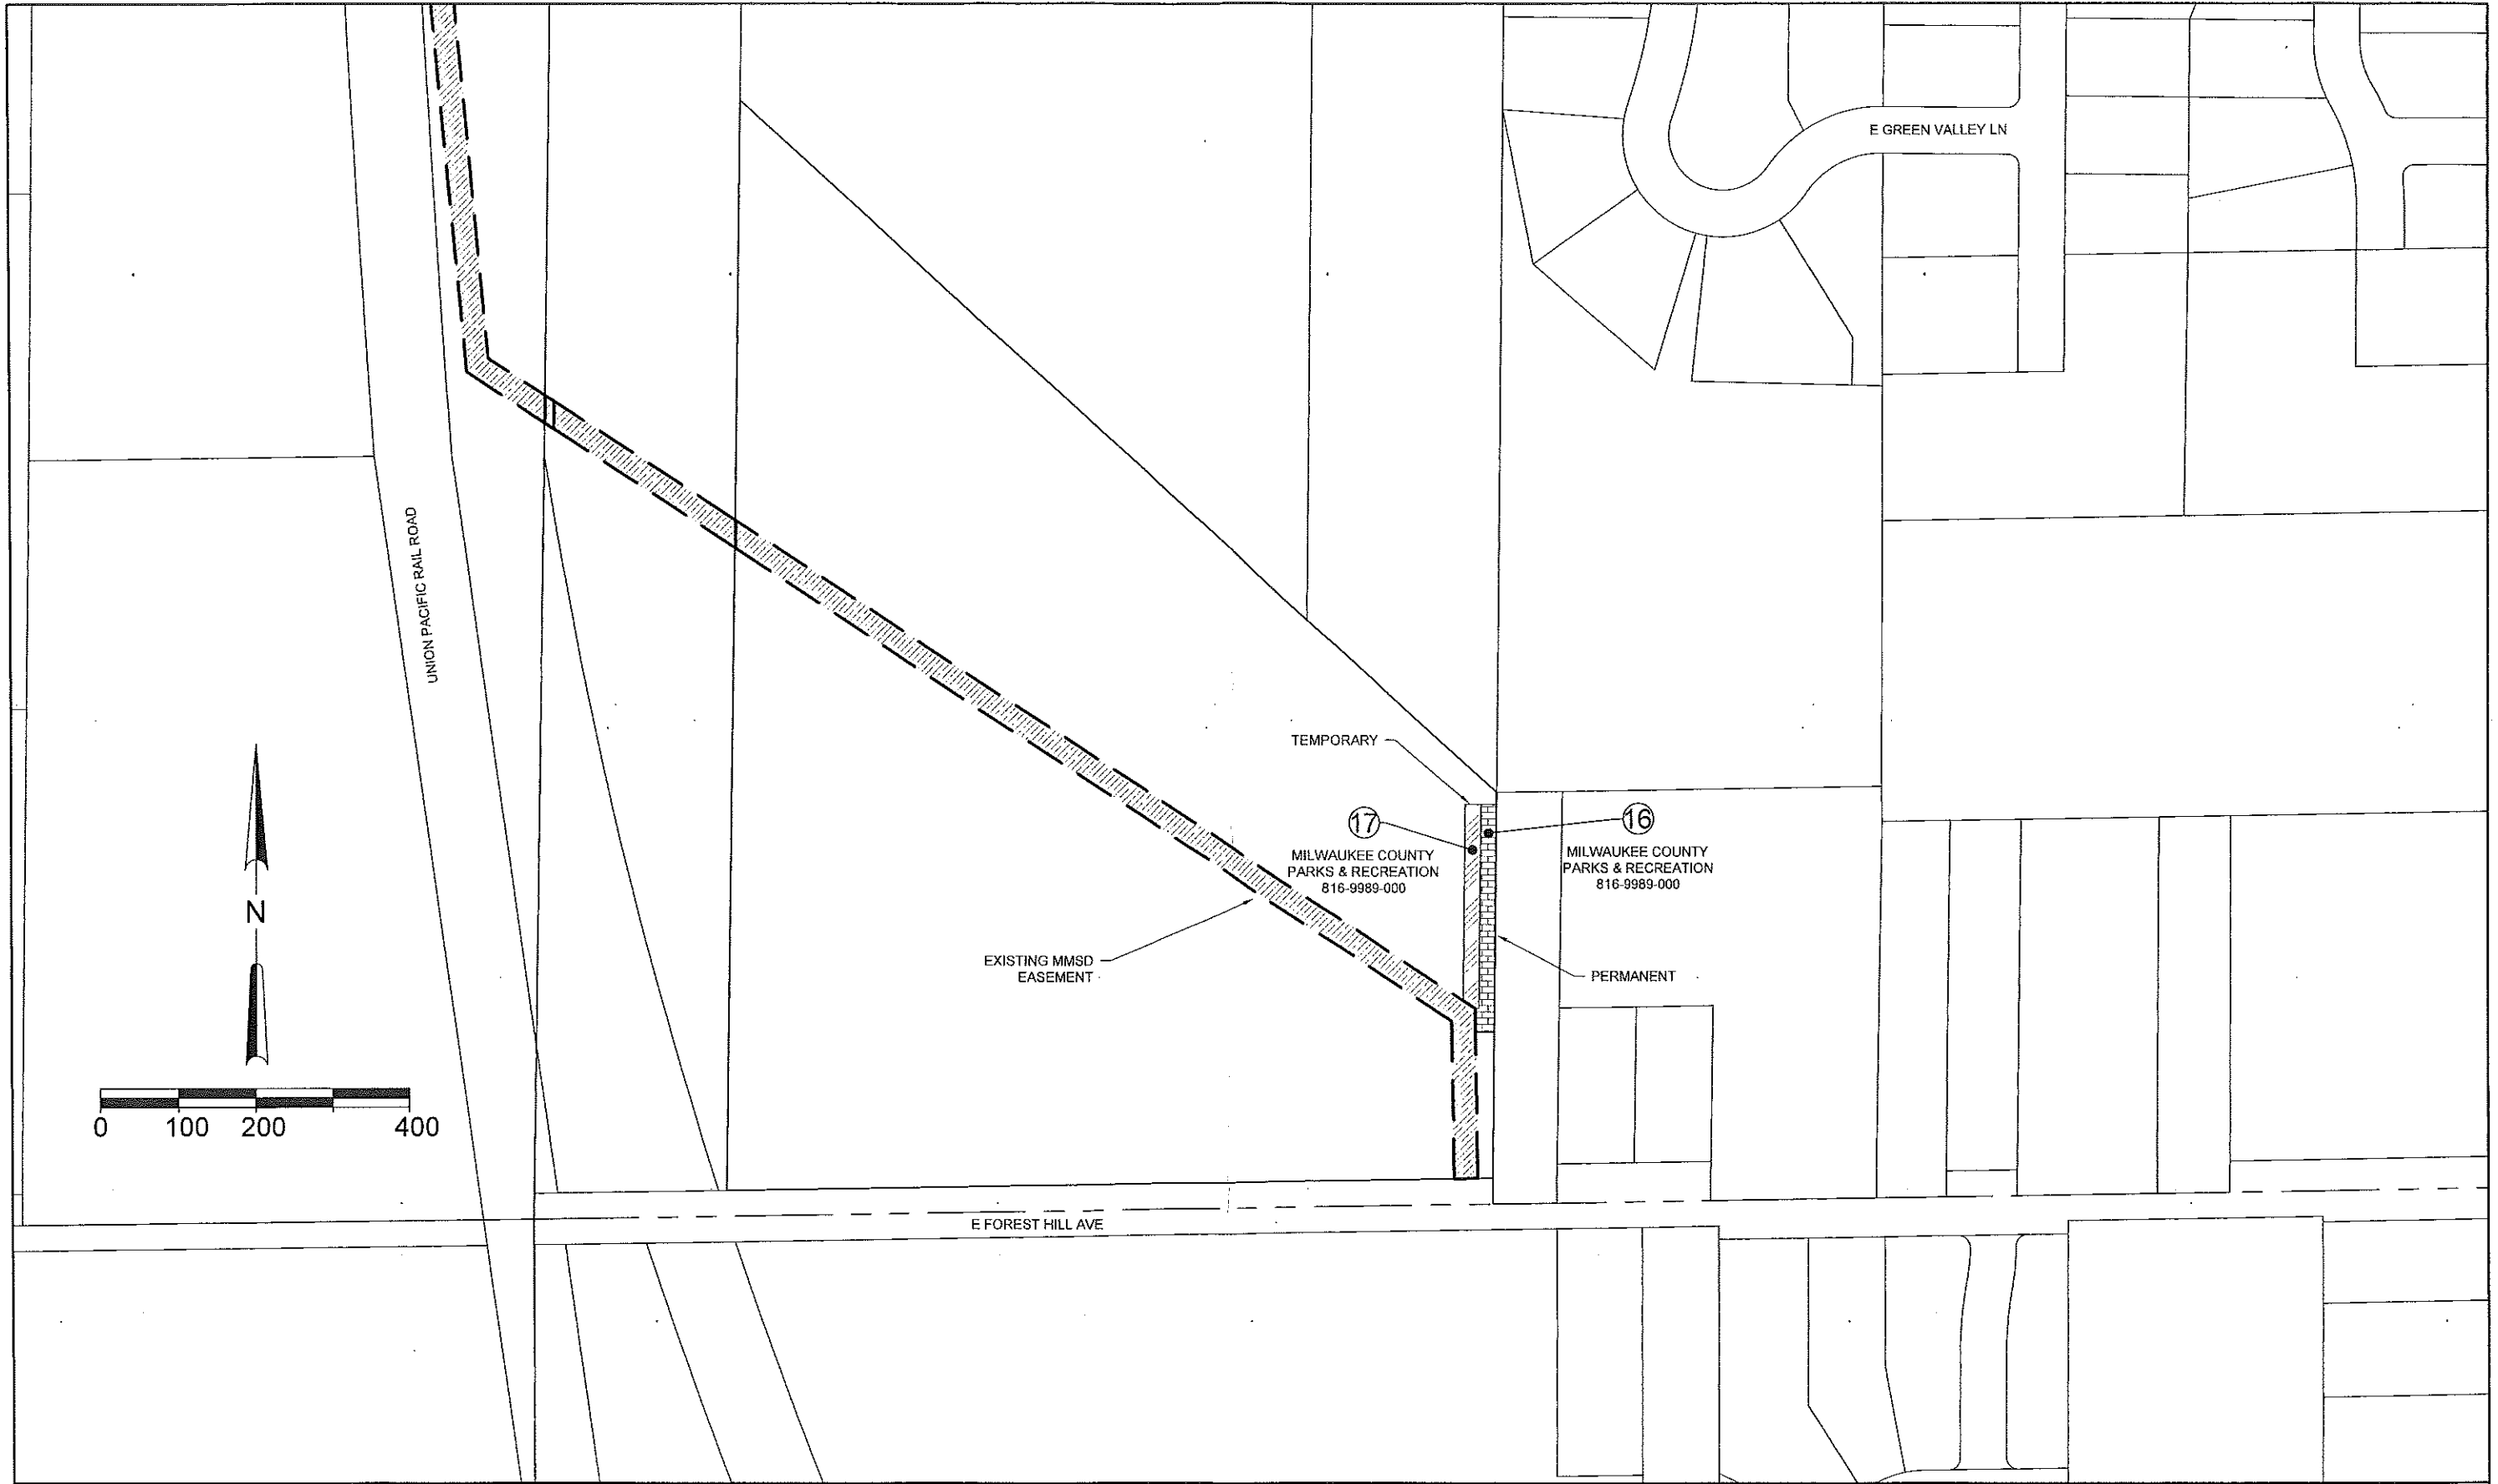 E GREEN VALLEY LN
UNION PACIFIC RAIL ROAD
TEMPORARY
17
MILWAUKEE COUNTY
PARKS & RECREATION
816-9989-000
16
MILWAUKEE COUNTY
PARKS & RECREATION
816-9989-000
EXISTING MMSD
EASEMENT
PERMANENT
N
0 100 200 400
E FOREST HILL AVE